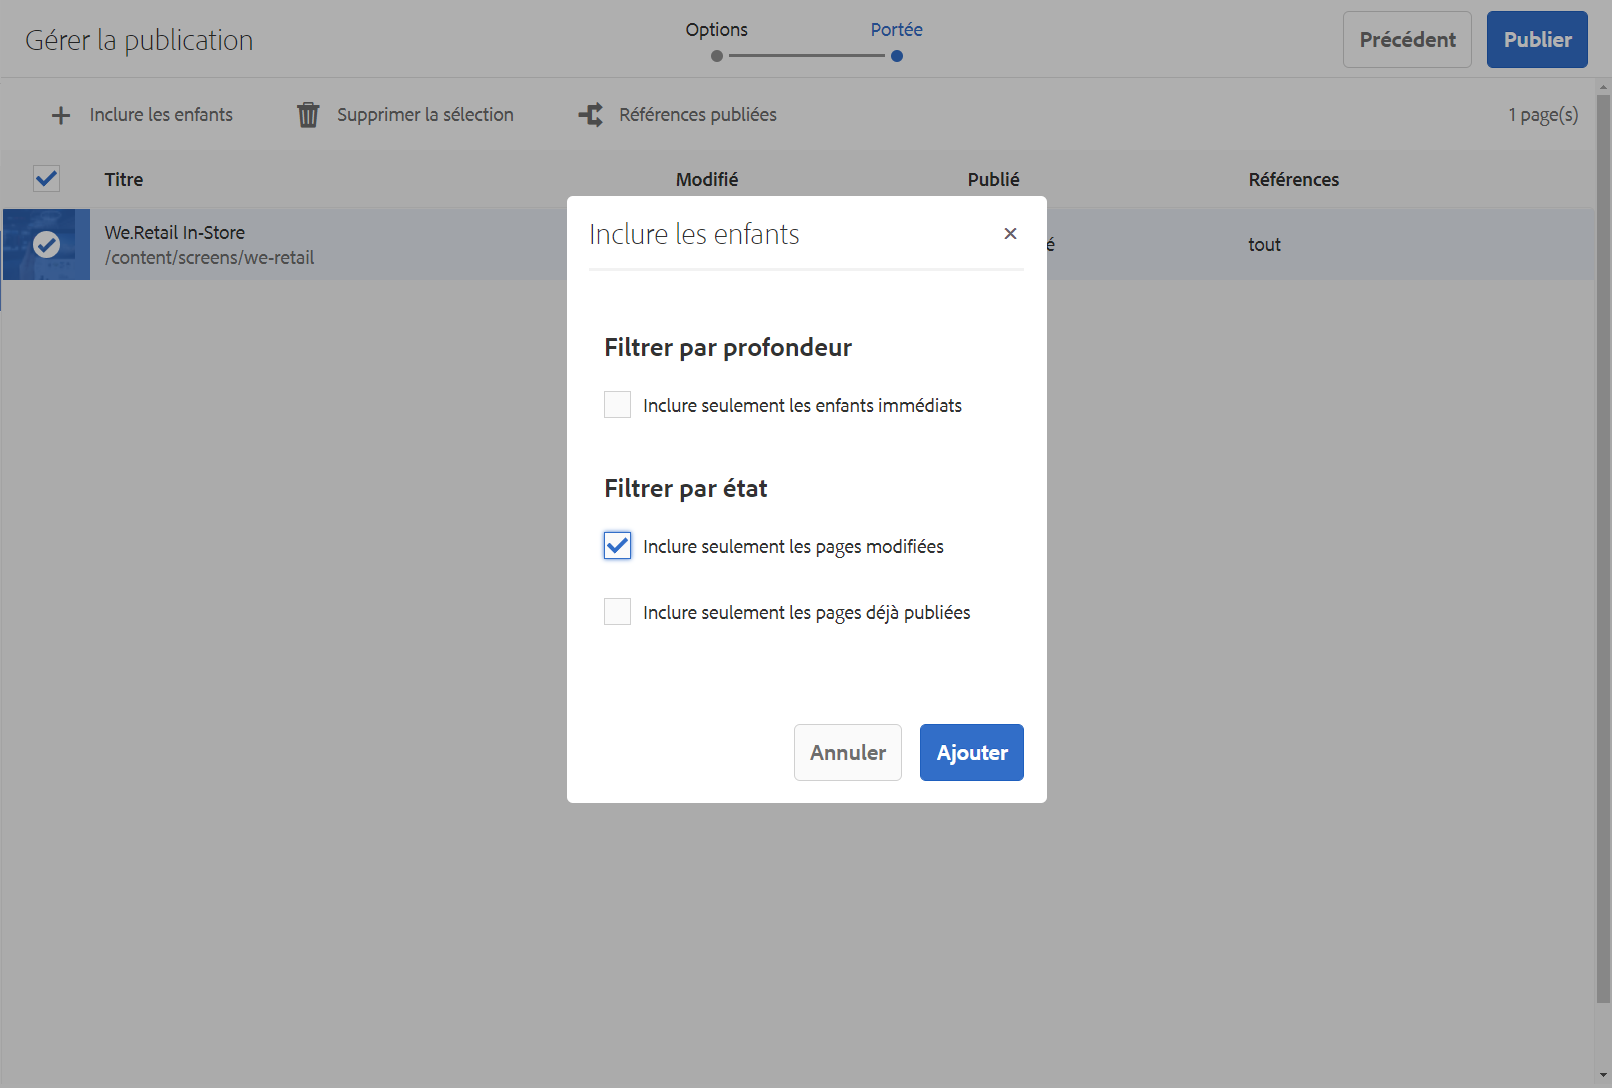 Gérer la publication
Options
Portée
Précédent
Publier
Inclure les enfants
Supprimer la sélection
Références publiées
1 page(s)
Titre
Modifié
Publié
Références
We.Retail In-Store
/content/screens/we-retail
é
tout
Inclure les enfants
Filtrer par profondeur
Inclure seulement les enfants immédiats
Filtrer par état
Inclure seulement les pages modifiées
Inclure seulement les pages déjà publiées
Annuler
Ajouter